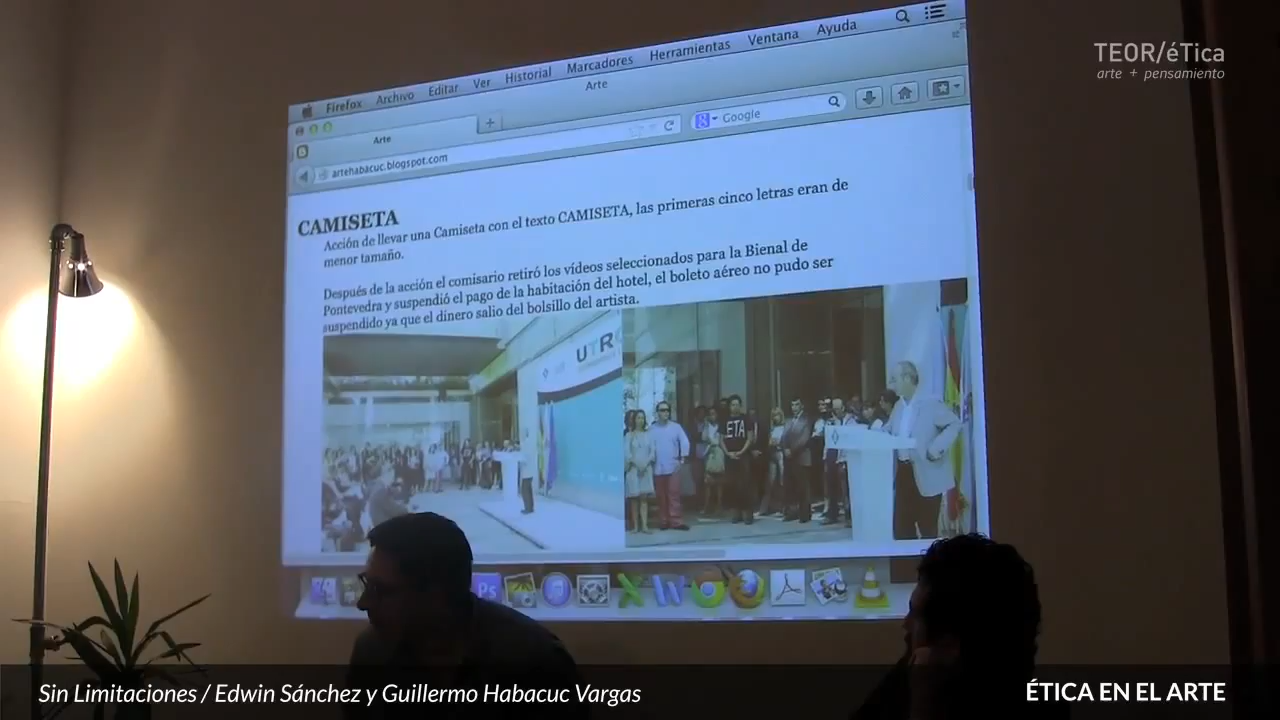 TEOR/éTica
arte + pensamiento
Firefox Archivo Editar Ver Historial Marcadores Herramientas Ventana Ayuda
Arte
Arte
artehabacuc.blogspot.com
Google
CAMISETA
Acción de llevar una Camiseta con el texto CAMISETA, las primeras cinco letras eran de
menor tamaño.
Después de la acción el comisario retiró los vídeos seleccionados para la Bienal de
Pontevedra y suspendió el pago de la habitación del hotel, el boleto aéreo no pudo ser
suspendido ya que el dinero salio del bolsillo del artista.
UTRO
ETA
Ps
Sin Limitaciones / Edwin Sánchez y Guillermo Habacuc Vargas
ÉTICA EN EL ARTE